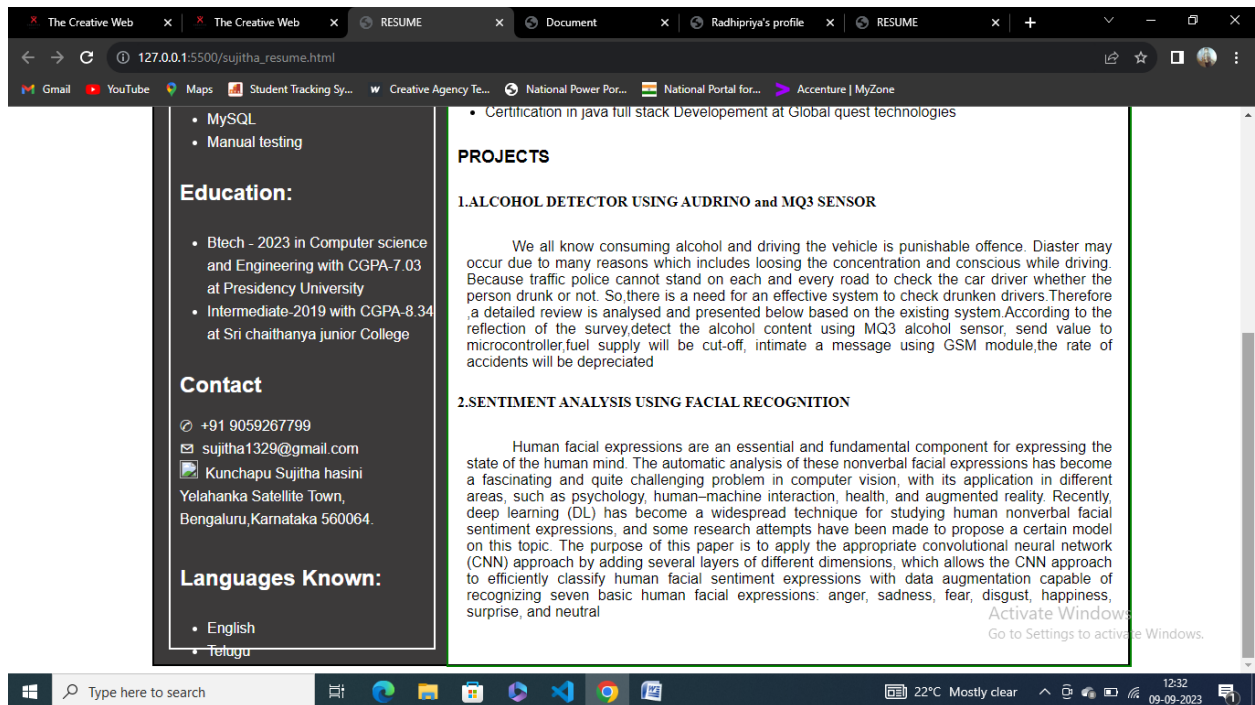 The Creative Web
The Creative Web
RESUME
Document
Radhipriya's profile
RESUME
127.0.0.1:5500/sujitha_resume.html
Gmail
YouTube
Maps
Student Tracking Sy...
Creative Agency Te...
National Power Por...
National Portal for...
Accenture | MyZone
• MySQL
• Manual testing
Education:
• Btech - 2023 in Computer science
and Engineering with CGPA-7.03
at Presidency University
• Intermediate-2019 with CGPA-8.34
at Sri chaithanya junior College
Contact
✆ +91 9059267799
🖂 sujitha1329@gmail.com
Kunchapu Sujitha hasini
Yelahanka Satellite Town,
Bengaluru,Karnataka 560064.
Languages Known:
• English
• Telugu
• Certification in java full stack Developement at Global quest technologies
PROJECTS
1.ALCOHOL DETECTOR USING AUDRINO and MQ3 SENSOR
We all know consuming alcohol and driving the vehicle is punishable offence. Diaster may
occur due to many reasons which includes loosing the concentration and conscious while driving.
Because traffic police cannot stand on each and every road to check the car driver whether the
person drunk or not. So,there is a need for an effective system to check drunken drivers.Therefore
,a detailed review is analysed and presented below based on the existing system.According to the
reflection of the survey,detect the alcohol content using MQ3 alcohol sensor, send value to
microcontroller,fuel supply will be cut-off, intimate a message using GSM module,the rate of
accidents will be depreciated
2.SENTIMENT ANALYSIS USING FACIAL RECOGNITION
Human facial expressions are an essential and fundamental component for expressing the
state of the human mind. The automatic analysis of these nonverbal facial expressions has become
a fascinating and quite challenging problem in computer vision, with its application in different
areas, such as psychology, human–machine interaction, health, and augmented reality. Recently,
deep learning (DL) has become a widespread technique for studying human nonverbal facial
sentiment expressions, and some research attempts have been made to propose a certain model
on this topic. The purpose of this paper is to apply the appropriate convolutional neural network
(CNN) approach by adding several layers of different dimensions, which allows the CNN approach
to efficiently classify human facial sentiment expressions with data augmentation capable of
recognizing seven basic human facial expressions: anger, sadness, fear, disgust, happiness,
surprise, and neutral
Activate Windows
Go to Settings to activate Windows.
Type here to search
22°C Mostly clear
12:32
09-09-2023
1